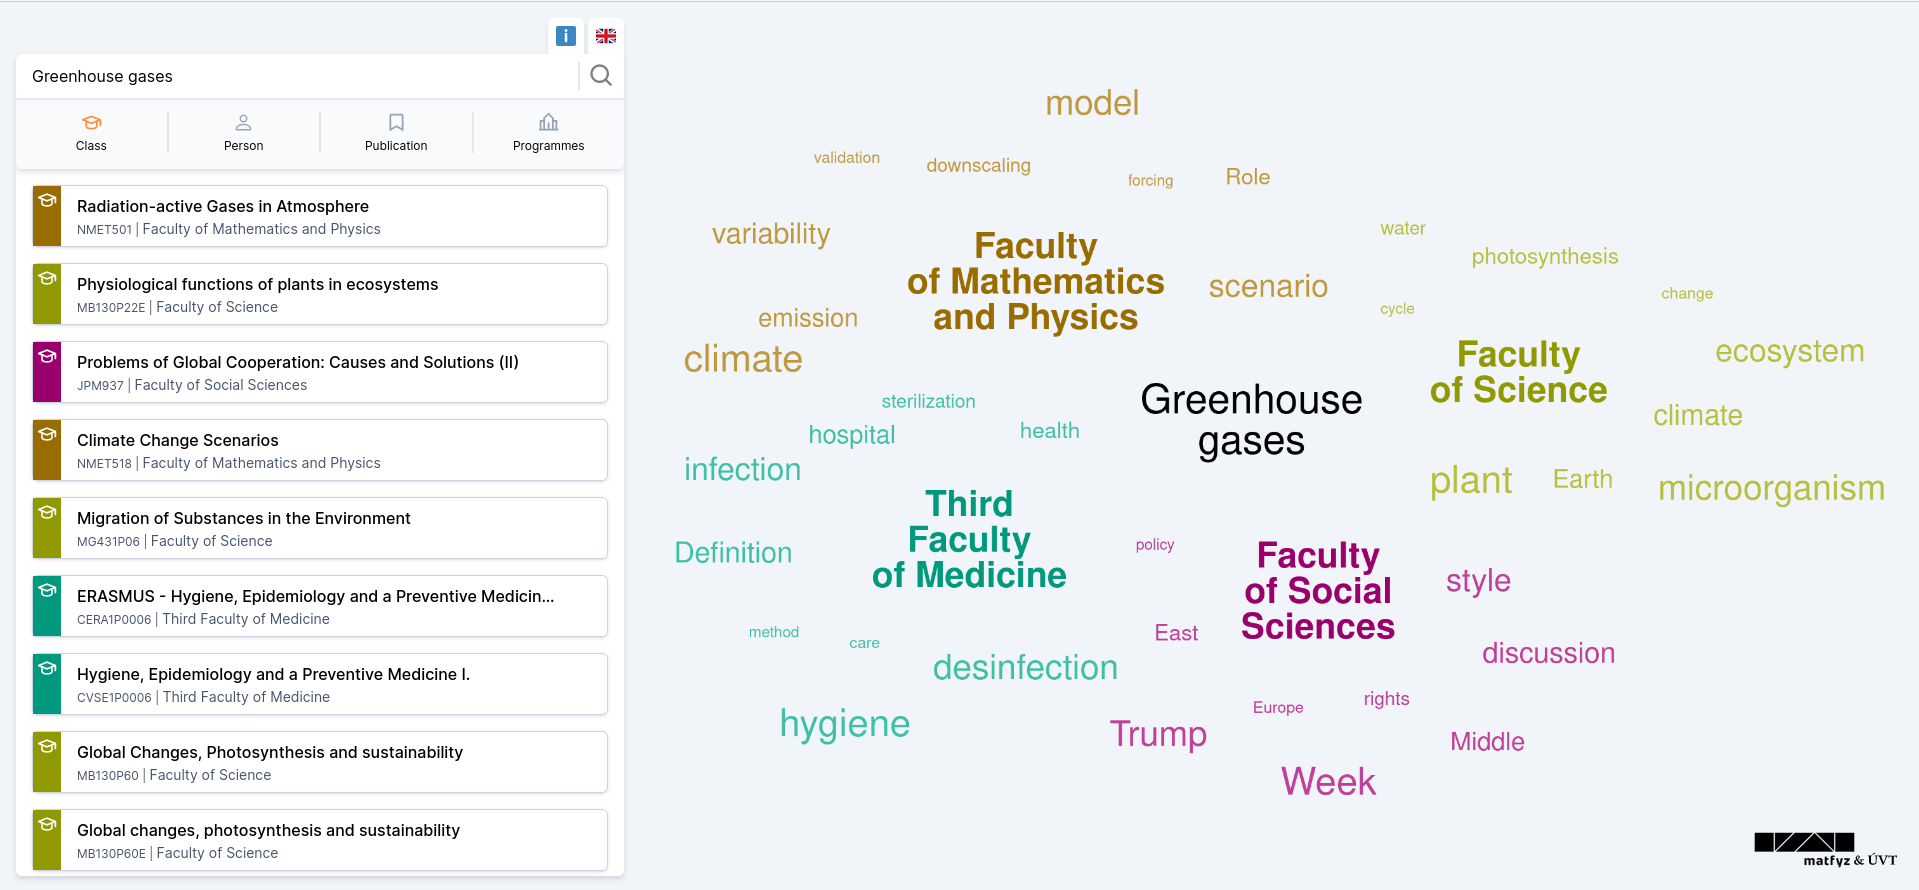 i
Greenhouse gases
Class
Person
Publication
Programmes
Radiation-active Gases in Atmosphere
NMET501 | Faculty of Mathematics and Physics
Physiological functions of plants in ecosystems
MB130P22E | Faculty of Science
Problems of Global Cooperation: Causes and Solutions (II)
JPM937 | Faculty of Social Sciences
Climate Change Scenarios
NMET518 | Faculty of Mathematics and Physics
Migration of Substances in the Environment
MG431P06 | Faculty of Science
ERASMUS - Hygiene, Epidemiology and a Preventive Medicin...
CERA1P0006 | Third Faculty of Medicine
Hygiene, Epidemiology and a Preventive Medicine I.
CVSE1P0006 | Third Faculty of Medicine
Global Changes, Photosynthesis and sustainability
MB130P60 | Faculty of Science
Global changes, photosynthesis and sustainability
MB130P60E | Faculty of Science
model
validation
downscaling
forcing
Role
variability
Faculty
of Mathematics
and Physics
scenario
emission
climate
water
photosynthesis
change
cycle
Faculty
of Science
ecosystem
climate
plant
Earth
microorganism
Greenhouse
gases
sterilization
hospital
health
infection
Third
Faculty
of Medicine
Definition
method
care
desinfection
hygiene
policy
Faculty
of Social
Sciences
style
East
discussion
Europe
rights
Trump
Middle
Week
matfyz & ÚVT